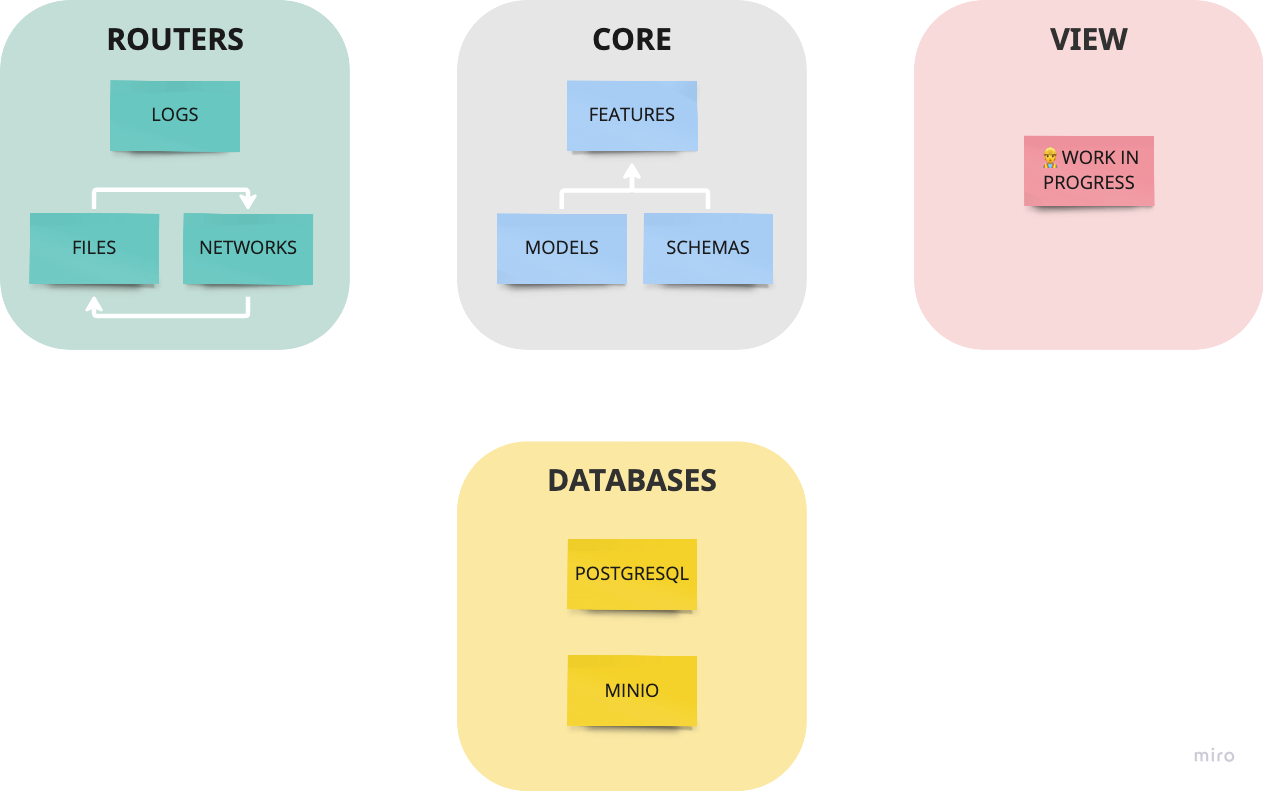 ROUTERS
LOGS
FILES
NETWORKS
CORE
FEATURES
MODELS
SCHEMAS
VIEW
👷WORK IN
PROGRESS
DATABASES
POSTGRESQL
MINIO
miro